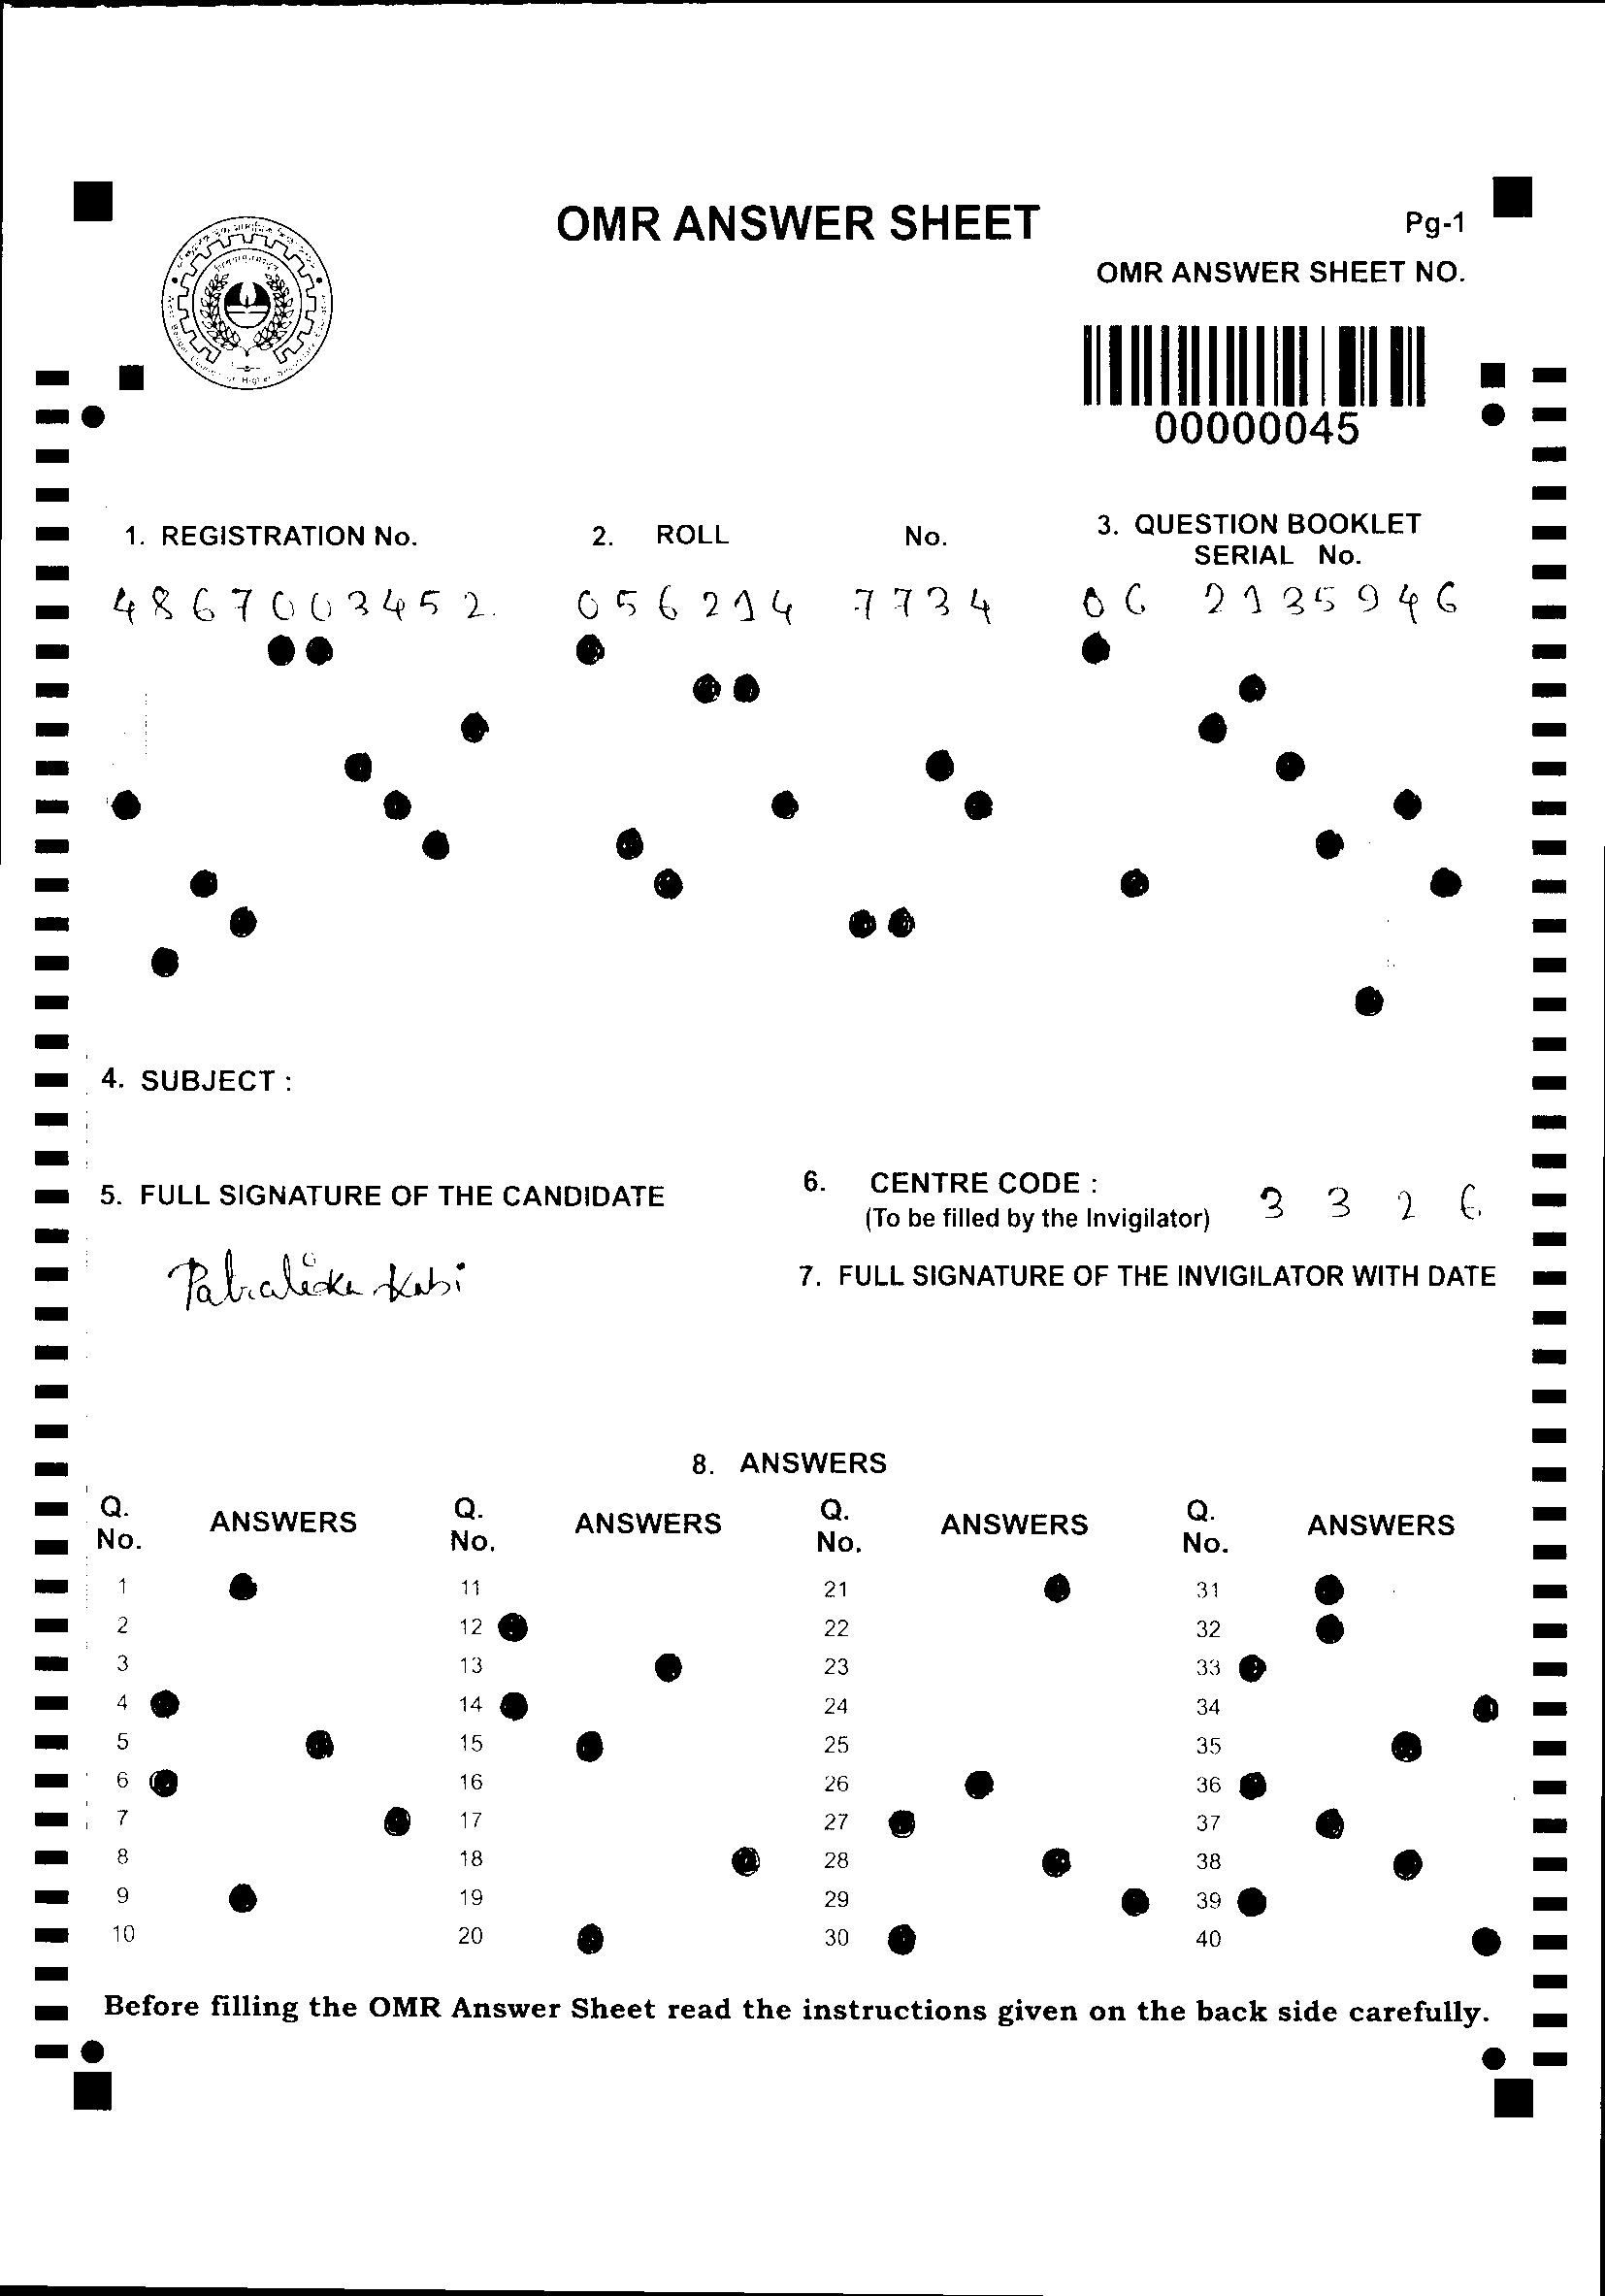 OMR ANSWER SHEET
Pg-1
OMR ANSWER SHEET NO.
00000045
1. REGISTRATION No. 2. ROLL No. 3. QUESTION BOOKLET
SERIAL No.
4867003452 056214 7734 06 2135946
4. SUBJECT :
5. FULL SIGNATURE OF THE CANDIDATE
6. CENTRE CODE : 3 3 2 6
(To be filled by the Invigilator)
Patralika Kabi
7. FULL SIGNATURE OF THE INVIGILATOR WITH DATE
8. ANSWERS
Q. No. ANSWERS Q. No. ANSWERS Q. No. ANSWERS Q. No. ANSWERS
1 11 21 31
2 12 22 32
3 13 23 33
4 14 24 34
5 15 25 35
6 16 26 36
7 17 27 37
8 18 28 38
9 19 29 39
10 20 30 40
Before filling the OMR Answer Sheet read the instructions given on the back side carefully.